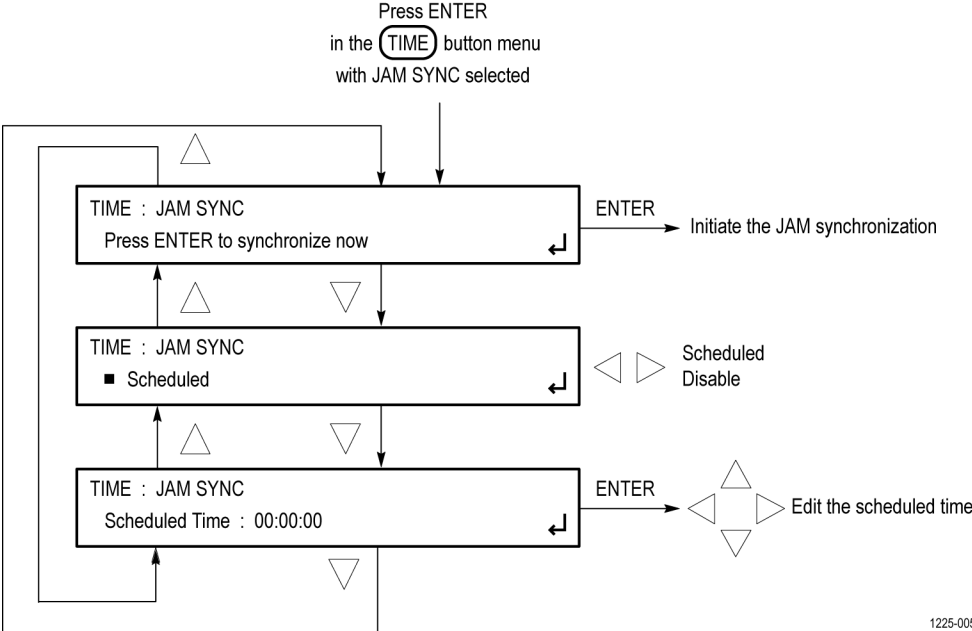 Press ENTER
in the TIME button menu
with JAM SYNC selected
TIME : JAM SYNC
Press ENTER to synchronize now
ENTER
Initiate the JAM synchronization
TIME : JAM SYNC
■ Scheduled
Scheduled
Disable
TIME : JAM SYNC
Scheduled Time : 00:00:00
ENTER
Edit the scheduled time
1225-005